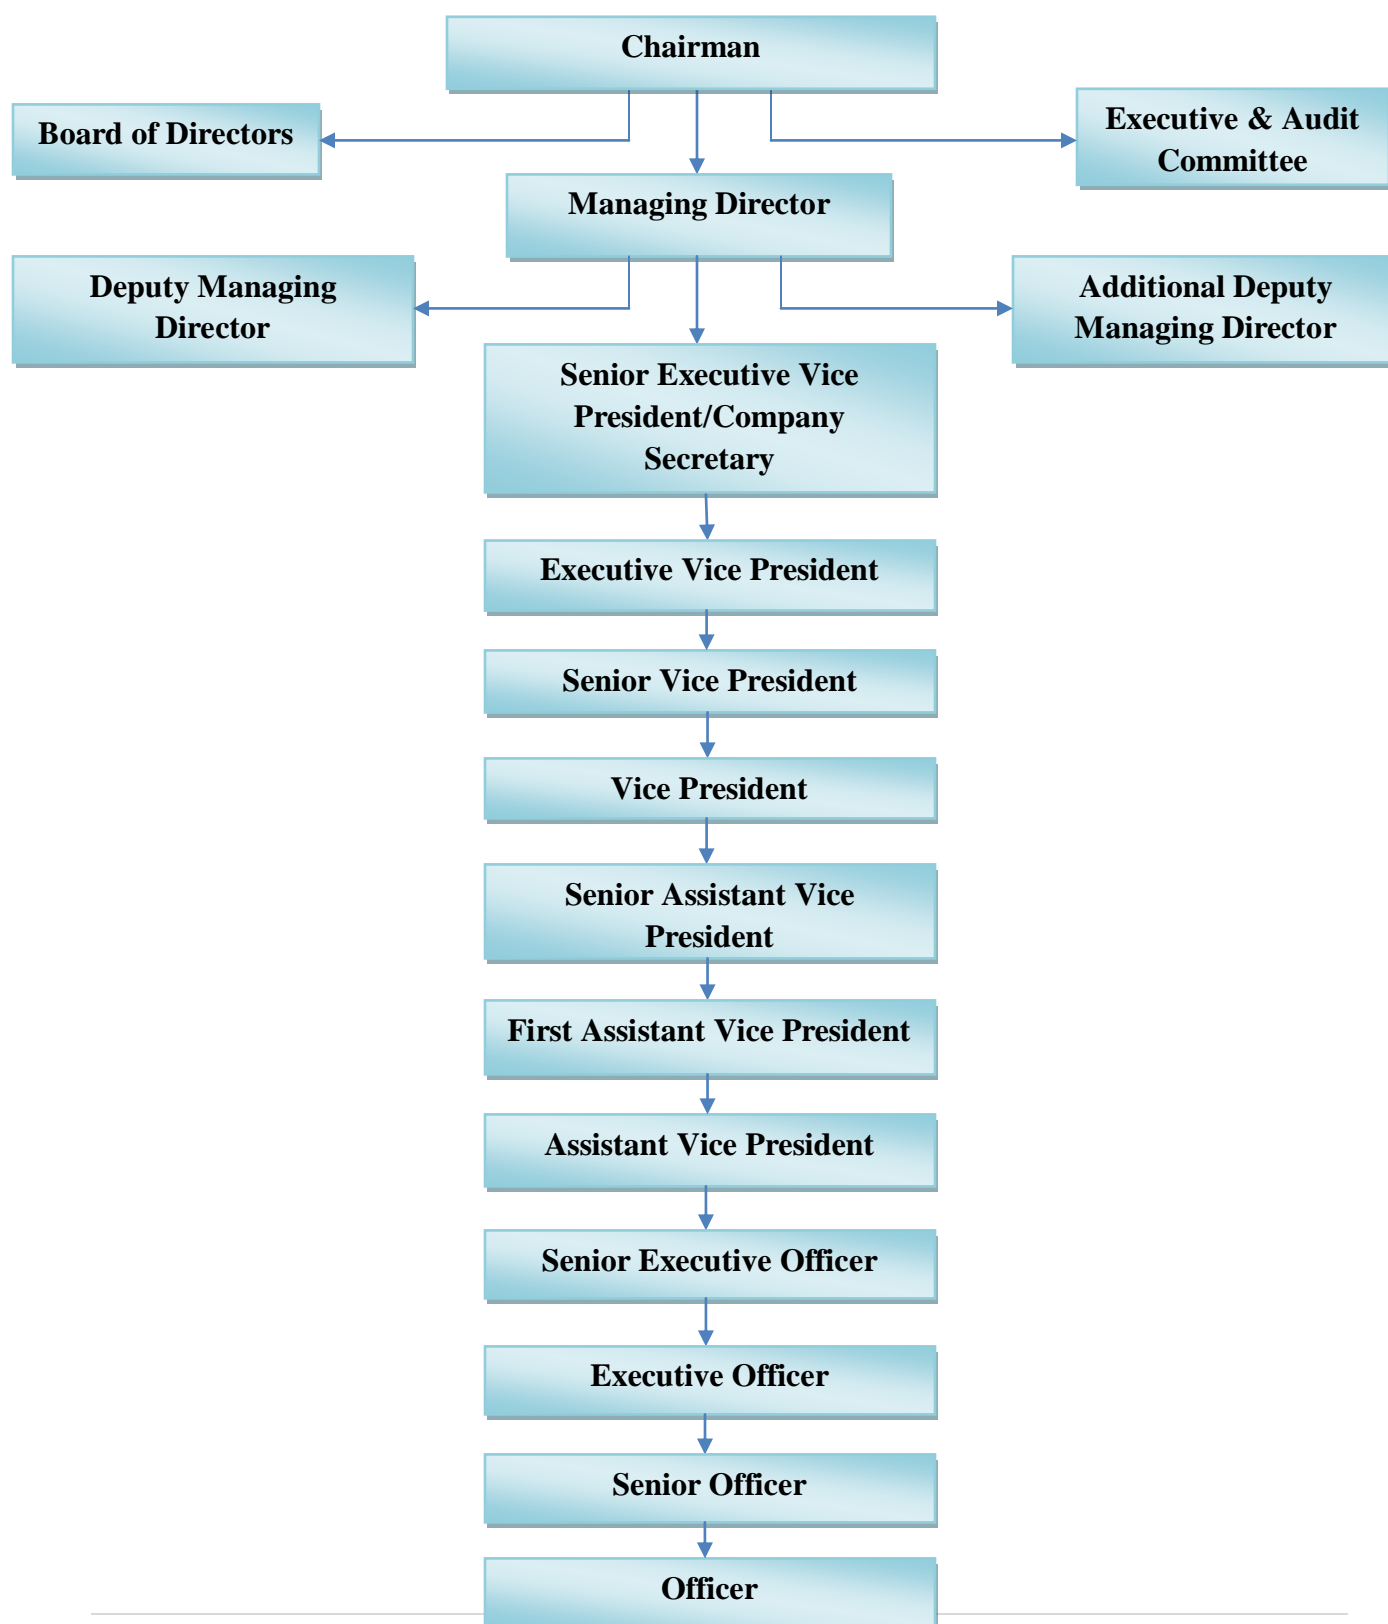 Chairman
Board of Directors
Executive & Audit
Committee
Managing Director
Deputy Managing
Director
Additional Deputy
Managing Director
Senior Executive Vice
President/Company
Secretary
Executive Vice President
Senior Vice President
Vice President
Senior Assistant Vice
President
First Assistant Vice President
Assistant Vice President
Senior Executive Officer
Executive Officer
Senior Officer
Officer